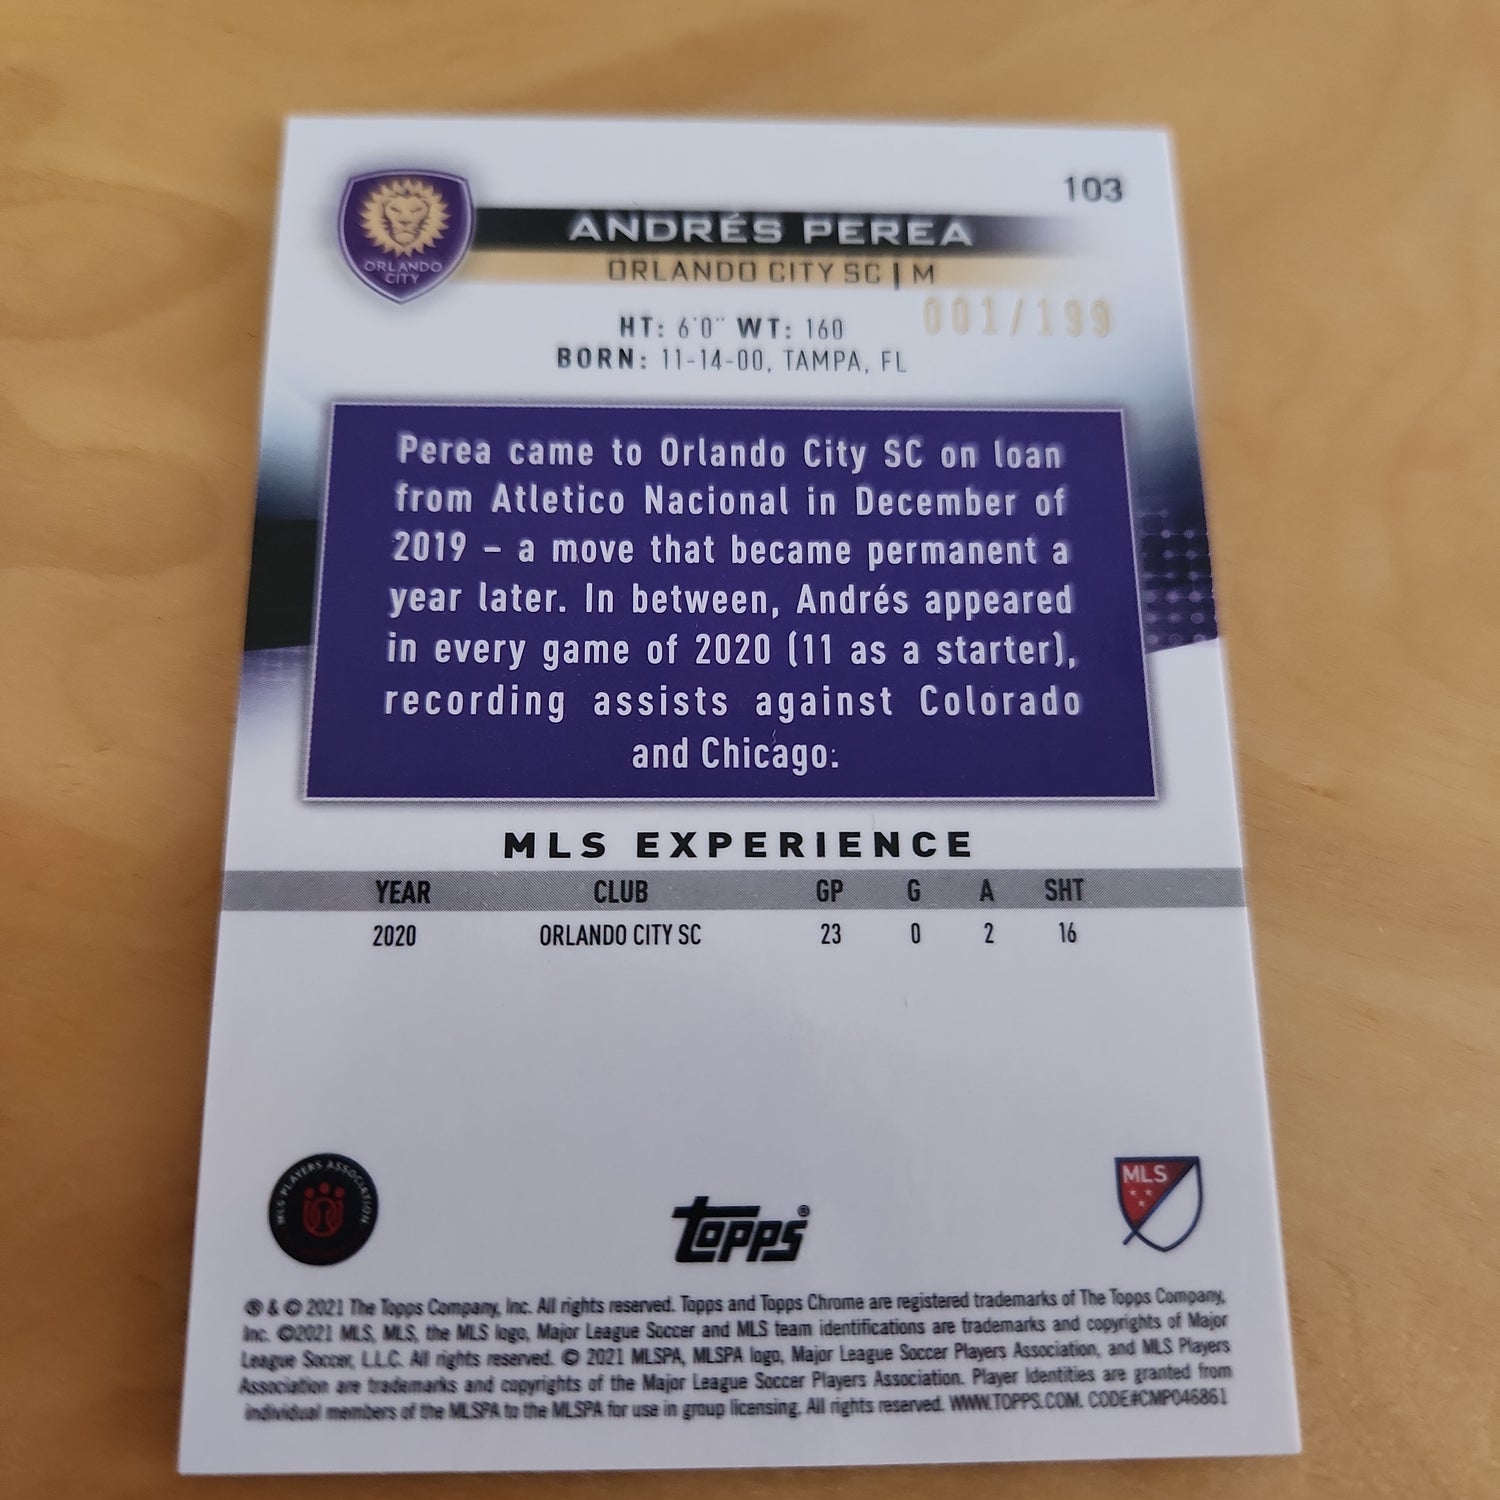 103
ORLANDO
CITY
ANDRÉS PEREA
ORLANDO CITY SC | M
001/199
HT: 6'0" WT: 160
BORN: 11-14-00, TAMPA, FL
Perea came to Orlando City SC on loan
from Atletico Nacional in December of
2019 – a move that became permanent a
year later. In between, Andrés appeared
in every game of 2020 (11 as a starter),
recording assists against Colorado
and Chicago.
MLS EXPERIENCE
YEAR CLUB GP G A SHT
2020 ORLANDO CITY SC 23 0 2 16
MLS PLAYERS ASSOCIATION
topps®
MLS
® & © 2021 The Topps Company, Inc. All rights reserved. Topps and Topps Chrome are registered trademarks of The Topps Company,
Inc. ©2021 MLS, MLS, the MLS logo, Major League Soccer and MLS team identifications are trademarks and copyrights of Major
League Soccer, L.L.C. All rights reserved. © 2021 MLSPA, MLSPA logo, Major League Soccer Players Association, and MLS Players
Association are trademarks and copyrights of the Major League Soccer Players Association. Player Identities are granted from
individual members of the MLSPA to the MLSPA for use in group licensing. All rights reserved. WWW.TOPPS.COM. CODE#CMP046861